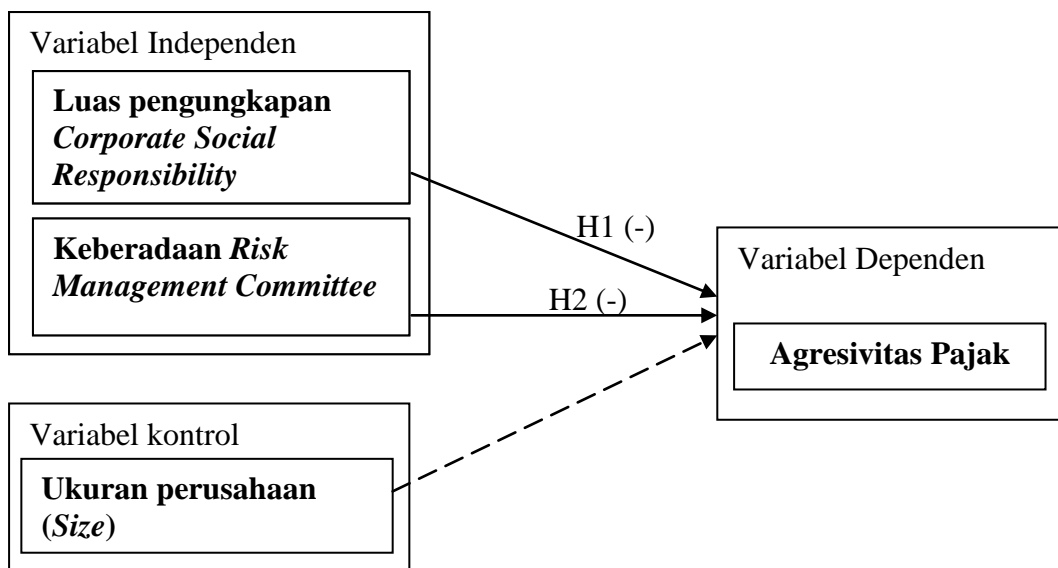 Variabel Independen
Luas pengungkapan
Corporate Social
Responsibility
Keberadaan Risk
Management Committee
H1 (-)
H2 (-)
Variabel Dependen
Agresivitas Pajak
Variabel kontrol
Ukuran perusahaan
(Size)